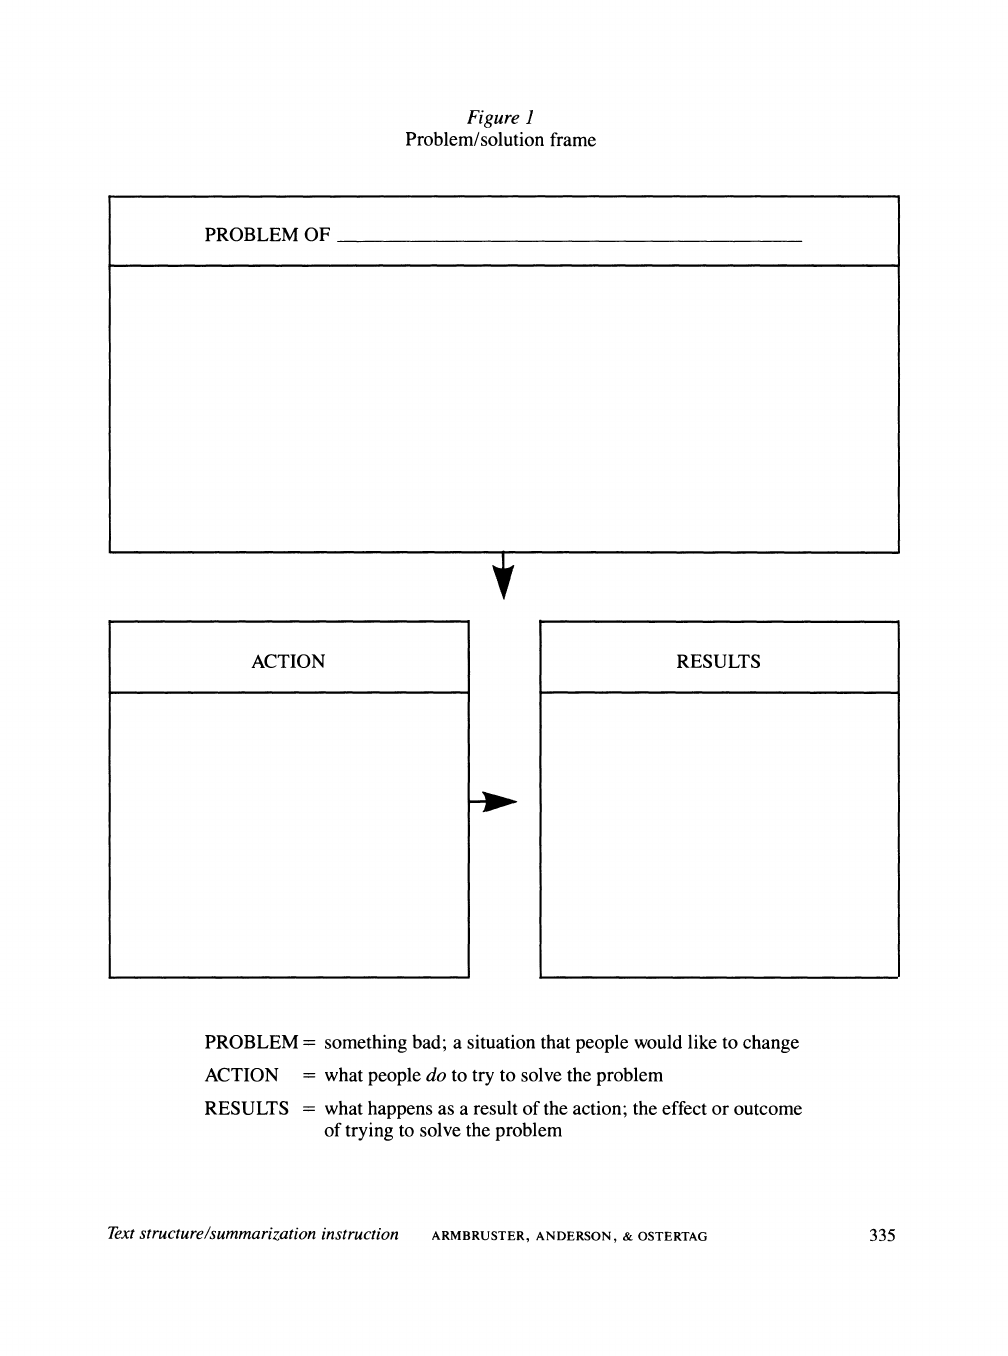 Figure 1
Problem/solution frame
PROBLEM OF
ACTION
RESULTS
PROBLEM = something bad; a situation that people would like to change
ACTION = what people do to try to solve the problem
RESULTS = what happens as a result of the action; the effect or outcome
of trying to solve the problem
Text structure/summarization instruction ARMBRUSTER, ANDERSON, & OSTERTAG 335